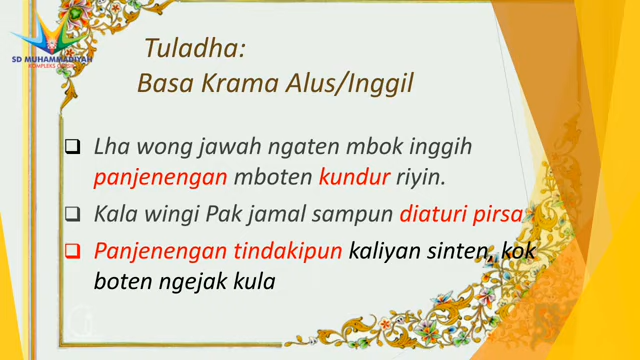 SD MUHAMMADIYAH
Tuladha:
Basa Krama Alus/Inggil
Lha wong jawah ngaten mbok inggih
panjenengan mboten kundur riyin.
Kala wingi Pak jamal sampun diaturi pirsa !
Panjenengan tindakipun kaliyan sinten, kok
boten ngejak kula